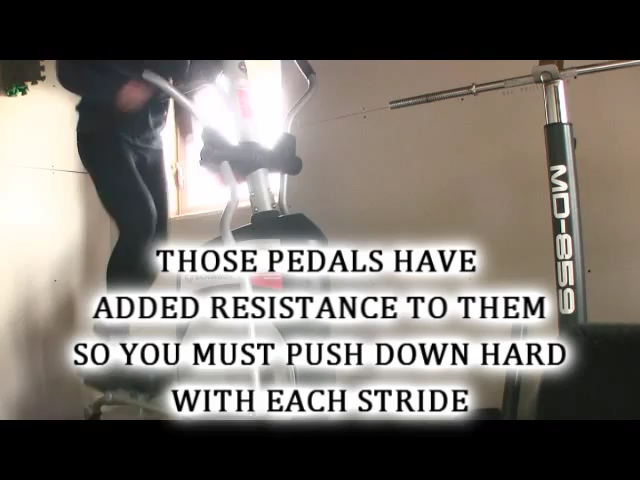 MD-859
THOSE PEDALS HAVE
ADDED RESISTANCE TO THEM
SO YOU MUST PUSH DOWN HARD
WITH EACH STRIDE